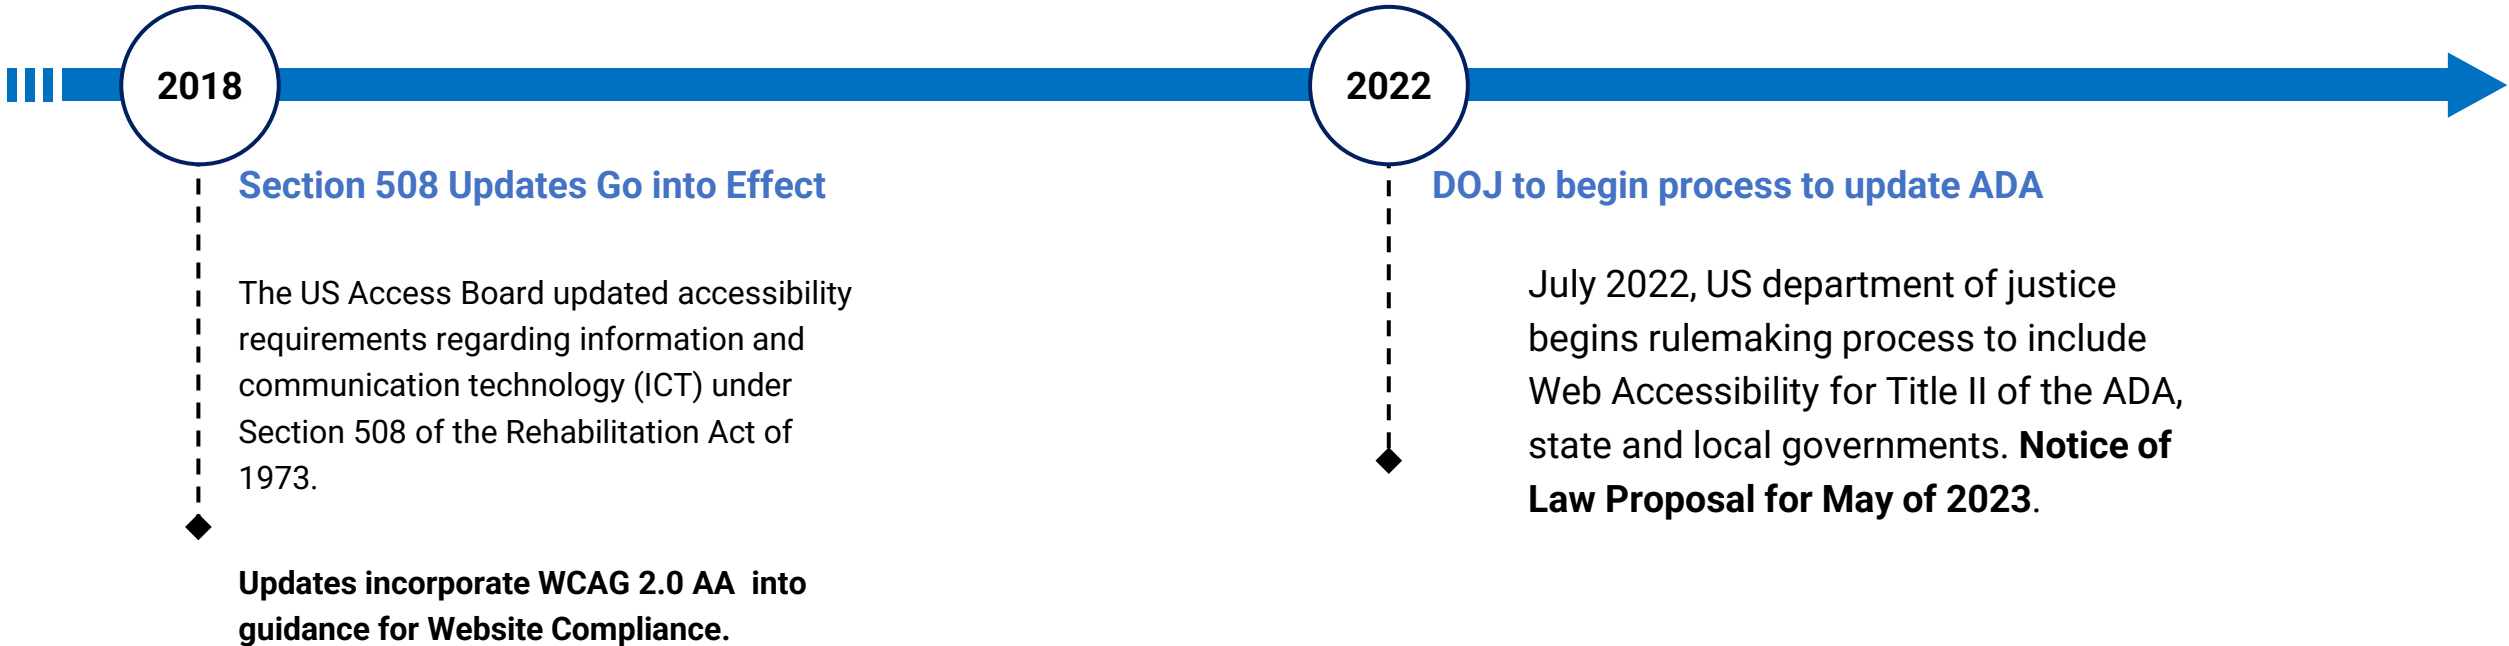 2018
Section 508 Updates Go into Effect
The US Access Board updated accessibility
requirements regarding information and
communication technology (ICT) under
Section 508 of the Rehabilitation Act of
1973.
Updates incorporate WCAG 2.0 AA  into
guidance for Website Compliance.
2022
DOJ to begin process to update ADA
July 2022, US department of justice
begins rulemaking process to include
Web Accessibility for Title II of the ADA,
state and local governments. Notice of
Law Proposal for May of 2023.